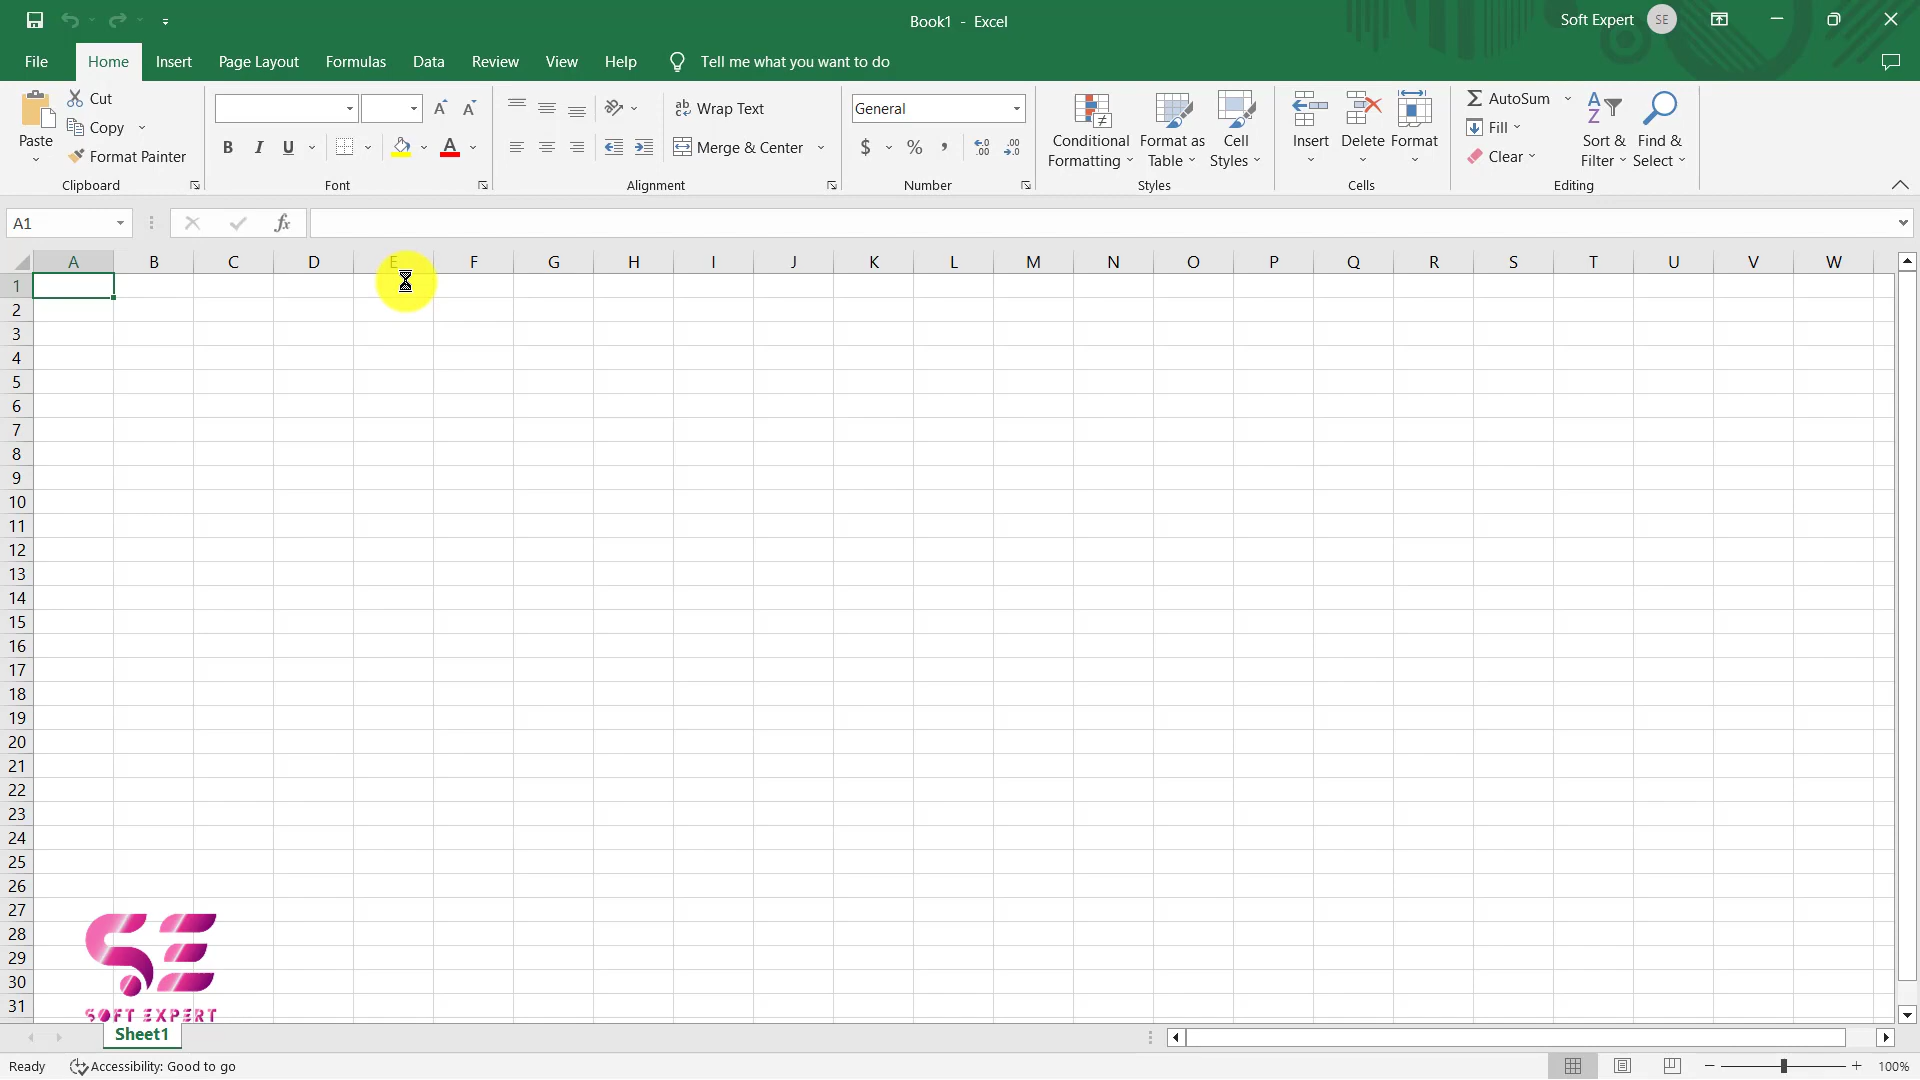 Book1 - Excel
Soft Expert SE
File Home Insert Page Layout Formulas Data Review View Help Tell me what you want to do
Paste
Cut
Copy
Format Painter
Clipboard
B I U A
Font
ab Wrap Text
Merge & Center
Alignment
General
$ % ,
Number
Conditional Formatting
Format as Table
Cell Styles
Styles
Insert
Delete
Format
Cells
AutoSum
Fill
Clear
Sort & Filter
Find & Select
Editing
A1
fx
A B C D E F G H I J K L M N O P Q R S T U V W
1
2
3
4
5
6
7
8
9
10
11
12
13
14
15
16
17
18
19
20
21
22
23
24
25
26
27
28
29
30
31
SE
SOFT EXPERT
Sheet1
Ready Accessibility: Good to go 100%